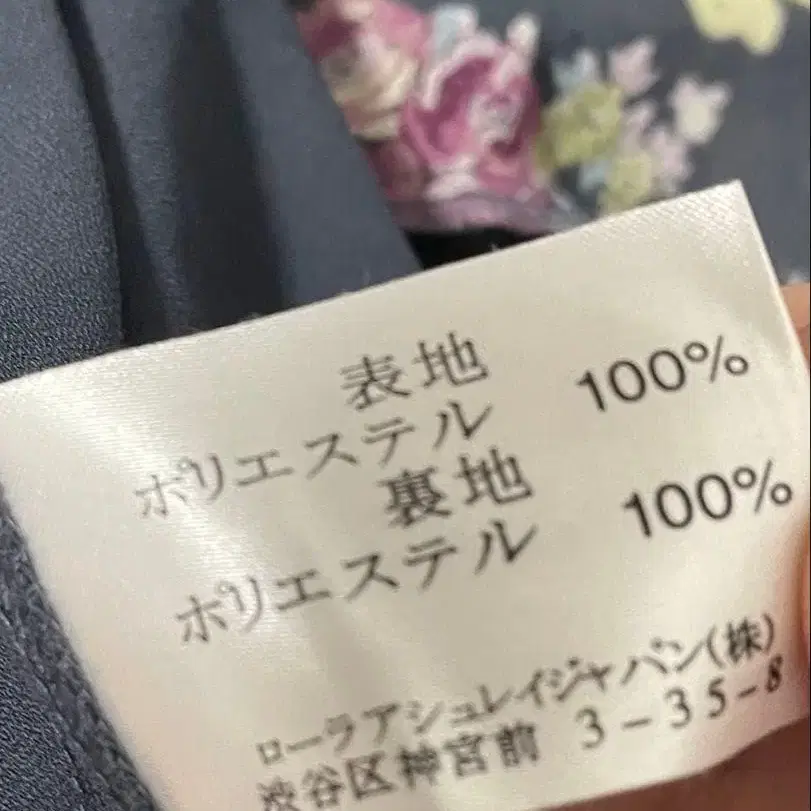 表地
ポリエステル 100%
裏地
ポリエステル 100%
ローラアシュレイジャパン(株)
渋谷区神宮前 3-35-8